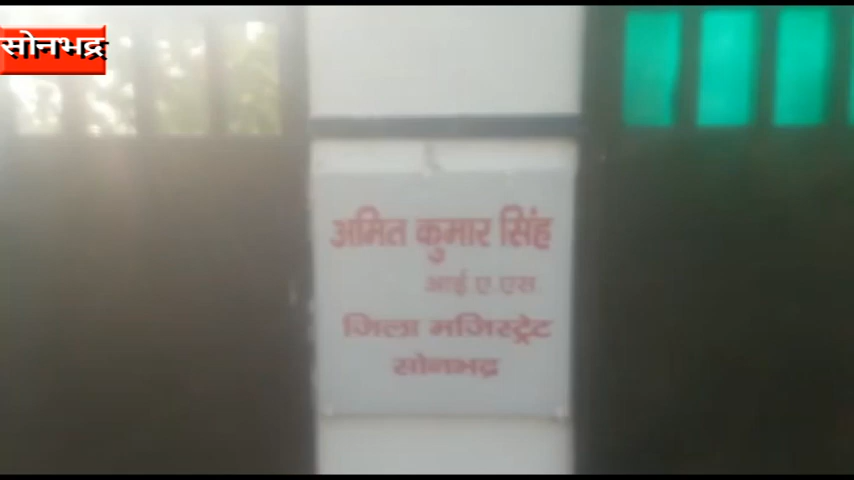 सोनभद्र
अमित कुमार सिंह
आई.ए.एस
जिला मजिस्ट्रेट
सोनभद्र